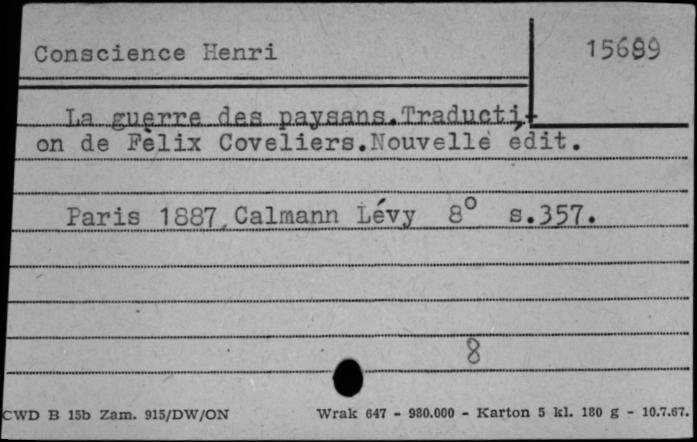 Conscience Henri
15689
La guerre des paysans.Traducti-
on de Fèlix Coveliers.Nouvelle édit.
Paris 1887,Calmann Lévy 8° s.357.
8
CWD B 15b Zam. 915/DW/ON Wrak 647 - 980.000 - Karton 5 kl. 180 g - 10.7.67.